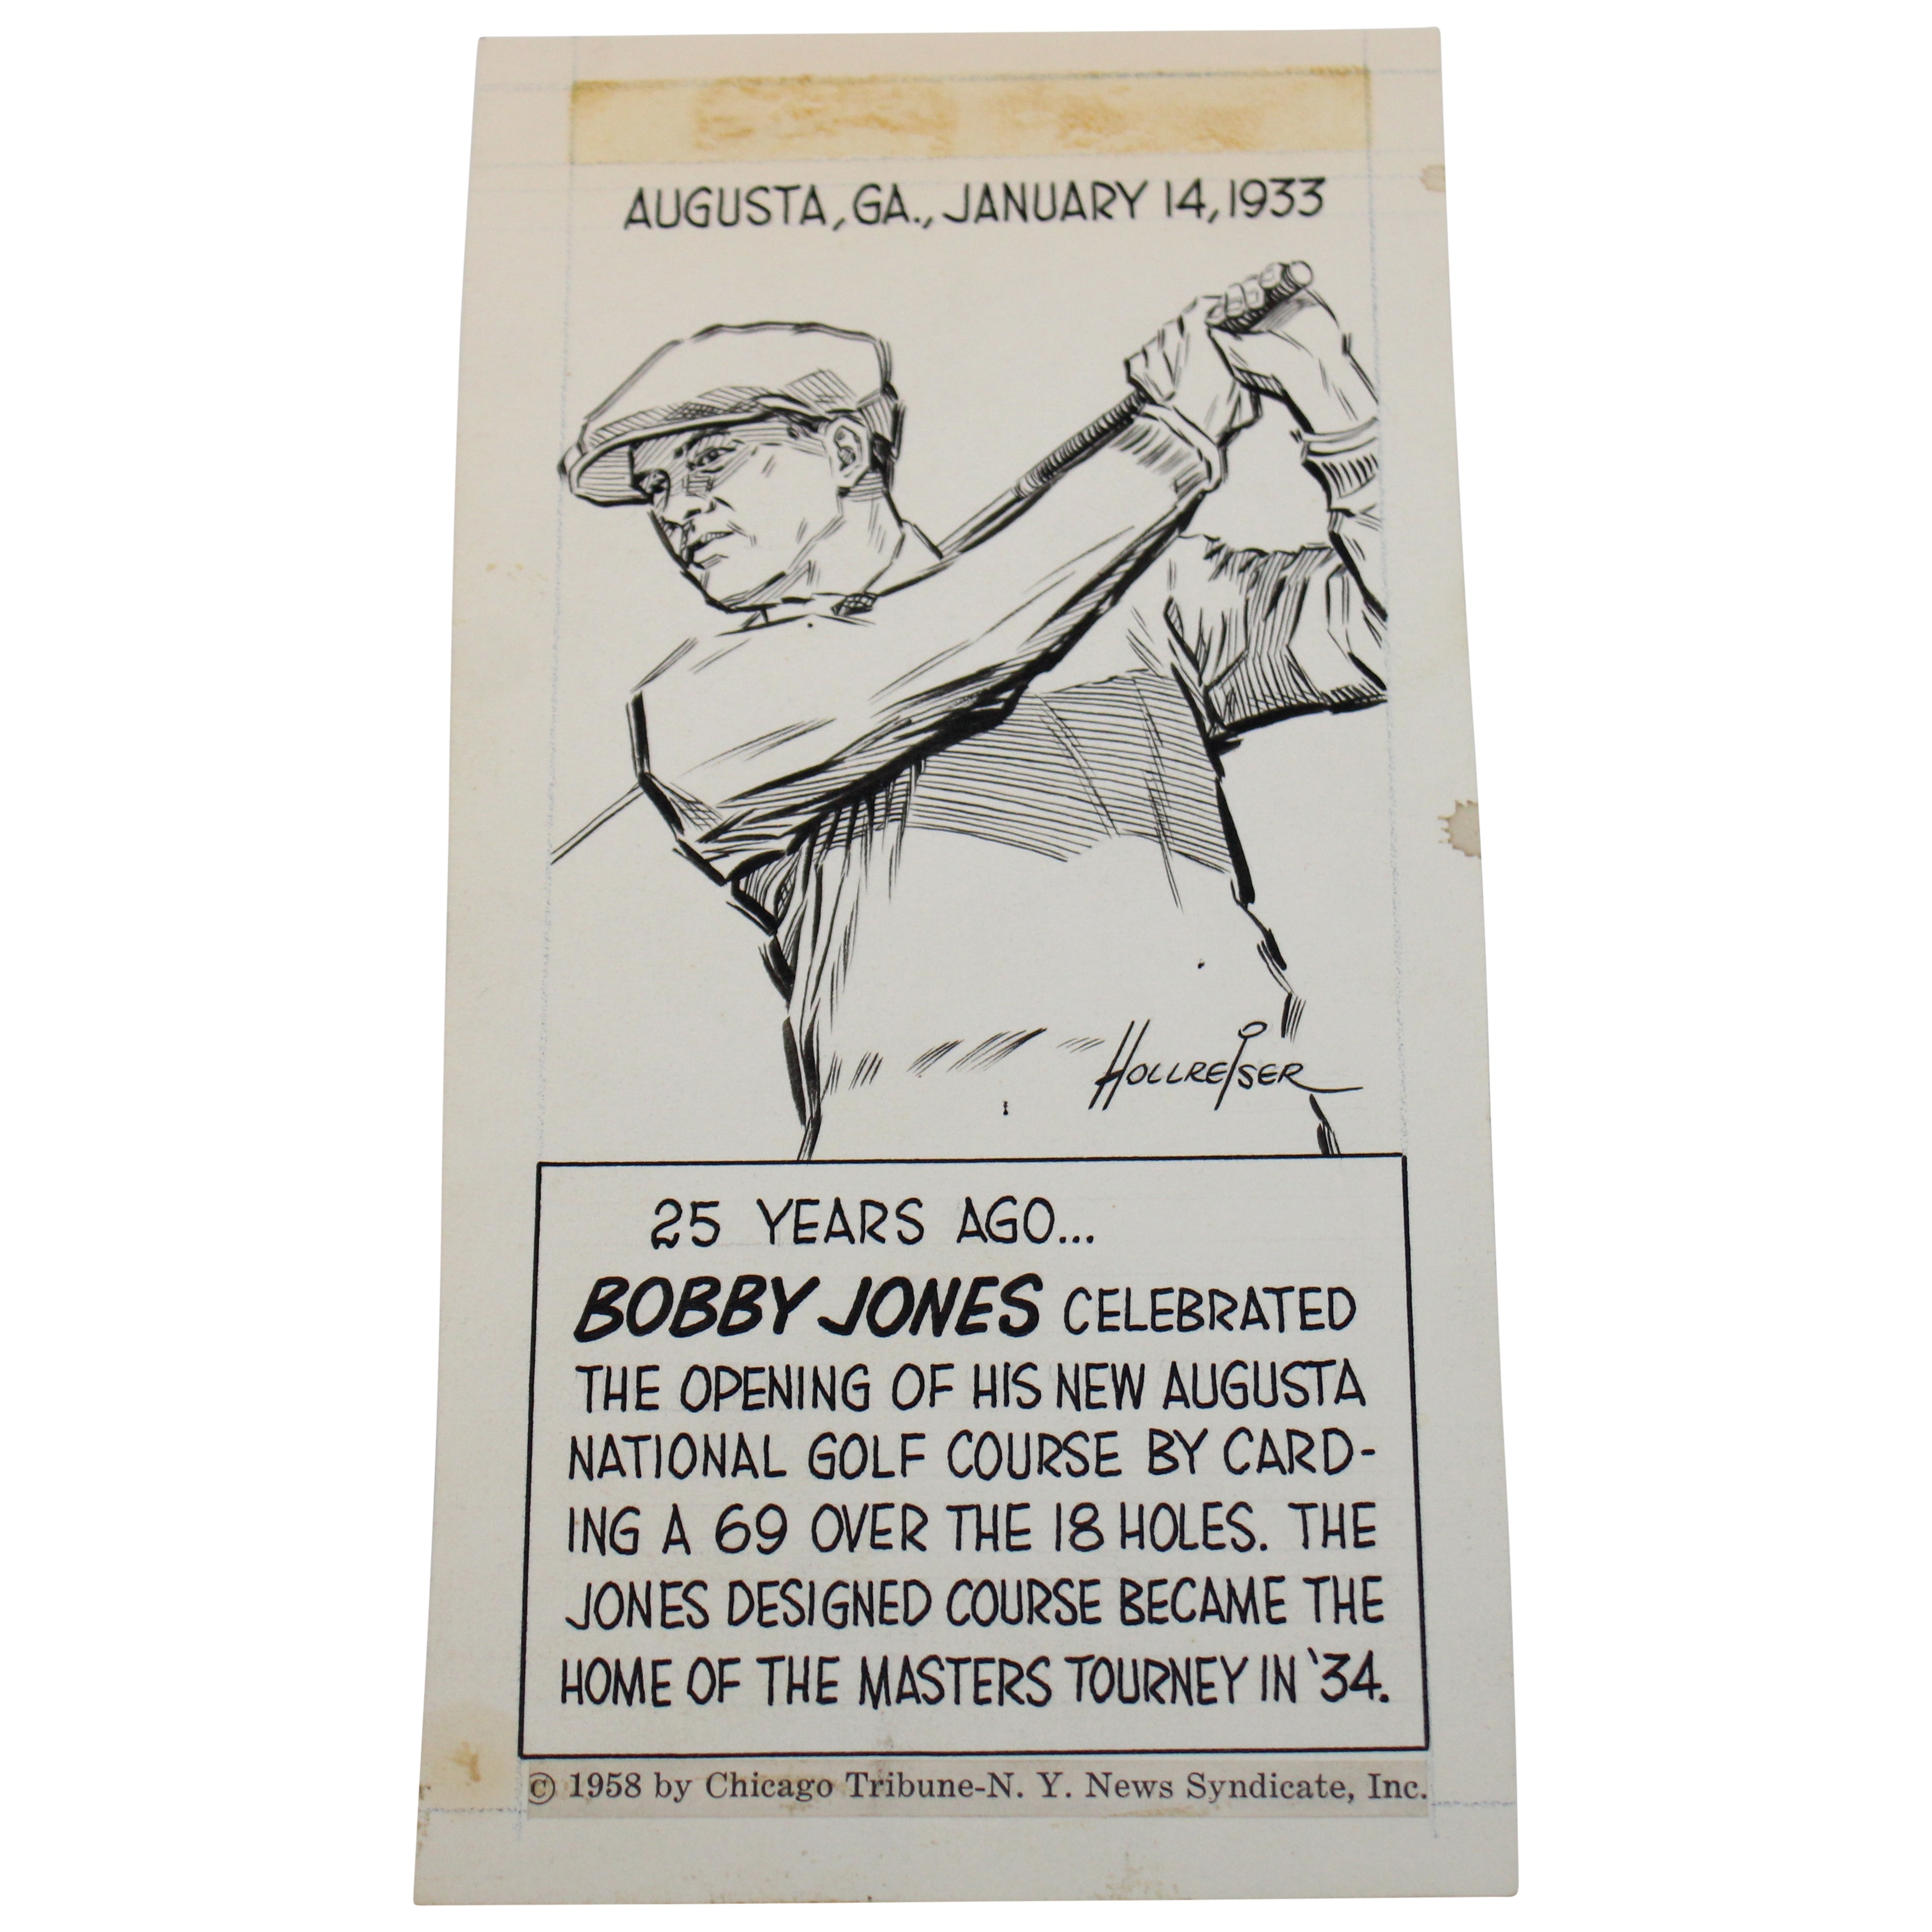 AUGUSTA, GA., JANUARY 14, 1933
HOLLREISER
25 YEARS AGO...
BOBBY JONES CELEBRATED
THE OPENING OF HIS NEW AUGUSTA
NATIONAL GOLF COURSE BY CARD-
ING A 69 OVER THE 18 HOLES. THE
JONES DESIGNED COURSE BECAME THE
HOME OF THE MASTERS TOURNEY IN '34.
© 1958 by Chicago Tribune-N. Y. News Syndicate, Inc.